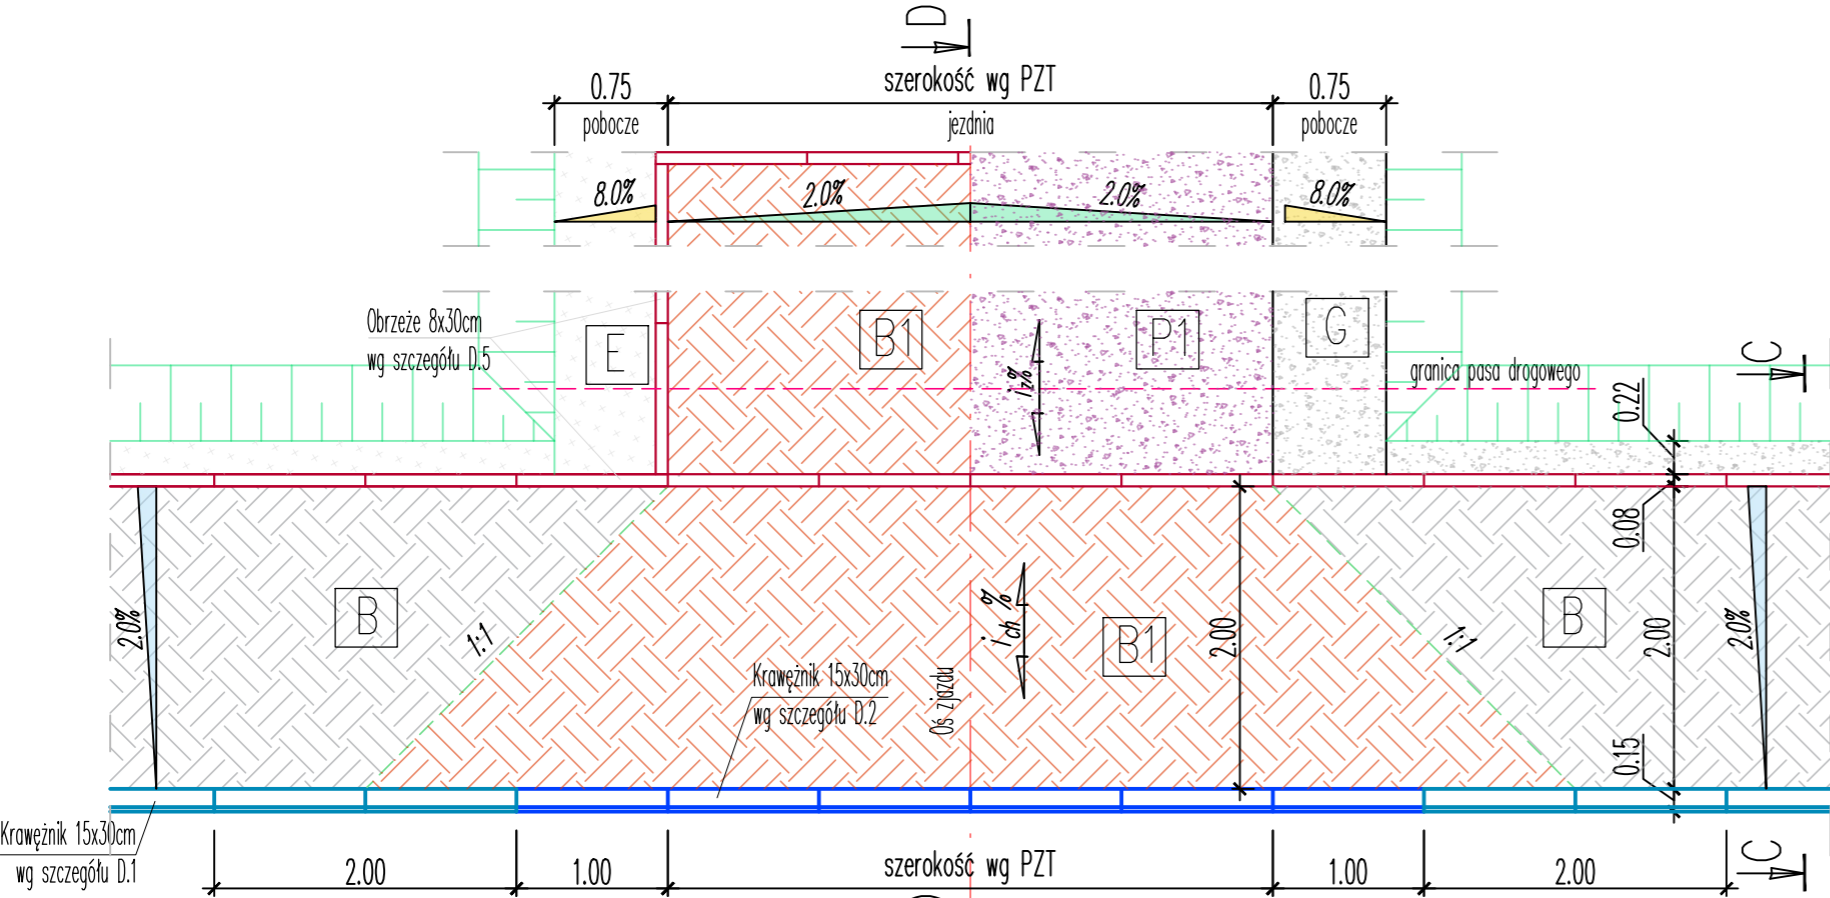 D
szerokość wg PZT
0.75
0.75
pobocze
jezdnia
pobocze
8.0%
2.0%
2.0%
8.0%
Obrzeże 8x30cm
wg szczegółu D.5
E
B1
P1
G
iz%
granica pasa drogowego
C
0.22
0.08
2.0%
B
1:1
ich %
B1
2.00
1:1
B
2.00
2.0%
Krawężnik 15x30cm
wg szczegółu D.2
Oś zjazdu
0.15
Krawężnik 15x30cm
wg szczegółu D.1
2.00
1.00
szerokość wg PZT
1.00
2.00
C